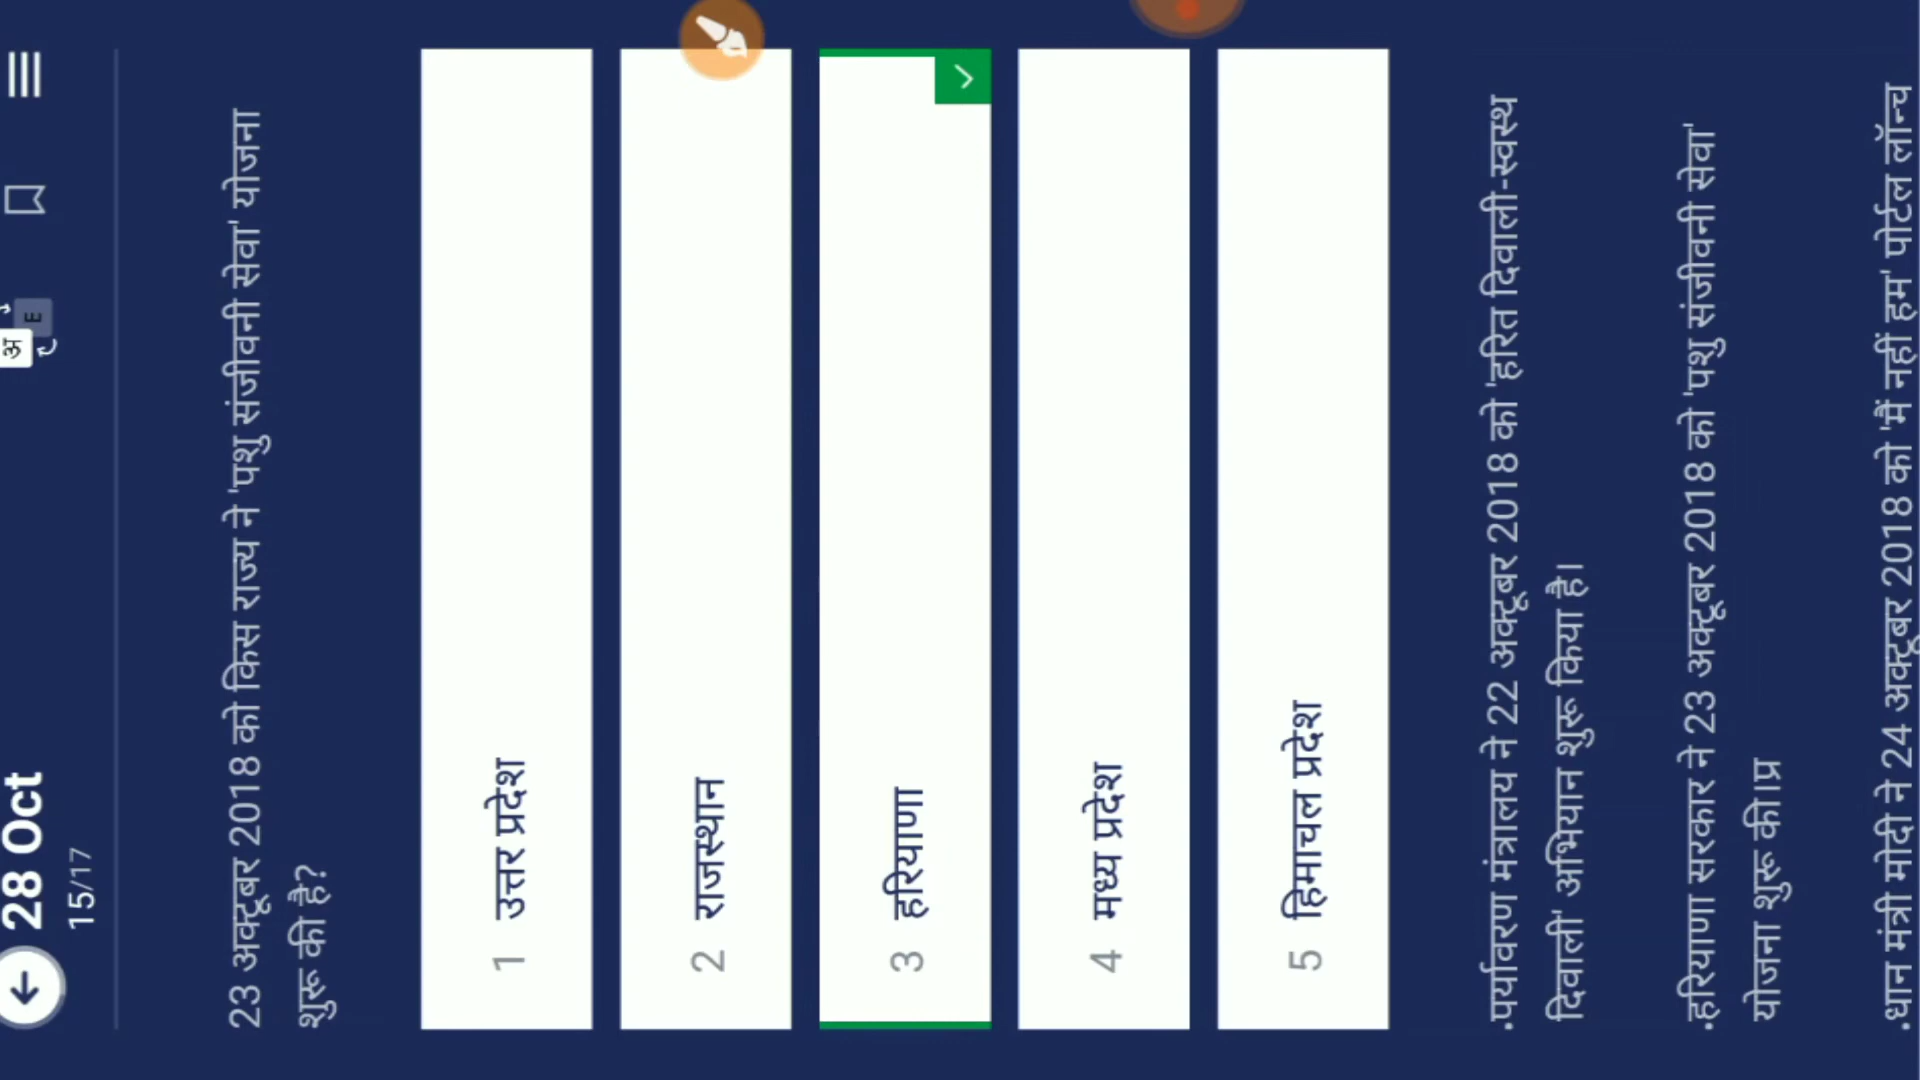 28 Oct
15/17
अ
E
23 अक्टूबर 2018 को किस राज्य ने 'पशु संजीवनी सेवा' योजना
शुरू की है?
1 उत्तर प्रदेश
2 राजस्थान
3 हरियाणा
4 मध्य प्रदेश
5 हिमाचल प्रदेश
.पर्यावरण मंत्रालय ने 22 अक्टूबर 2018 को 'हरित दिवाली-स्वस्थ
दिवाली' अभियान शुरू किया है।
.हरियाणा सरकार ने 23 अक्टूबर 2018 को 'पशु संजीवनी सेवा'
योजना शुरू की।प्र
.धान मंत्री मोदी ने 24 अक्टूबर 2018 को 'मैं नहीं हम' पोर्टल लॉन्च